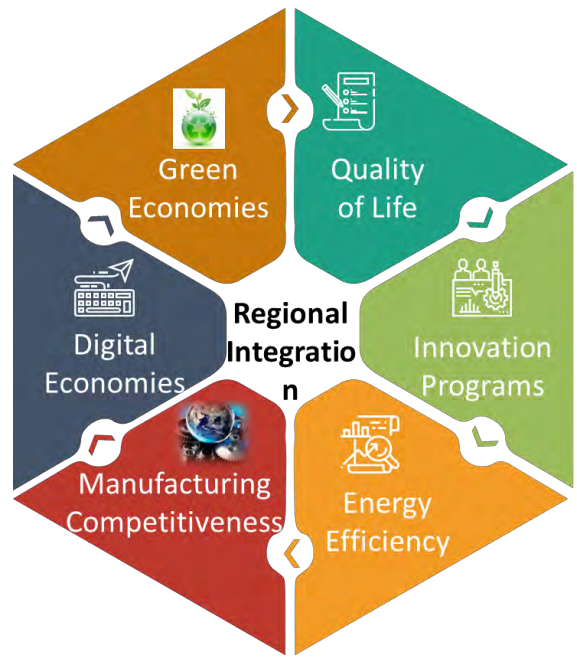 Green
Economies
Quality
of Life
Digital
Economies
Regional
Integratio
n
Innovation
Programs
Manufacturing
Competitiveness
Energy
Efficiency